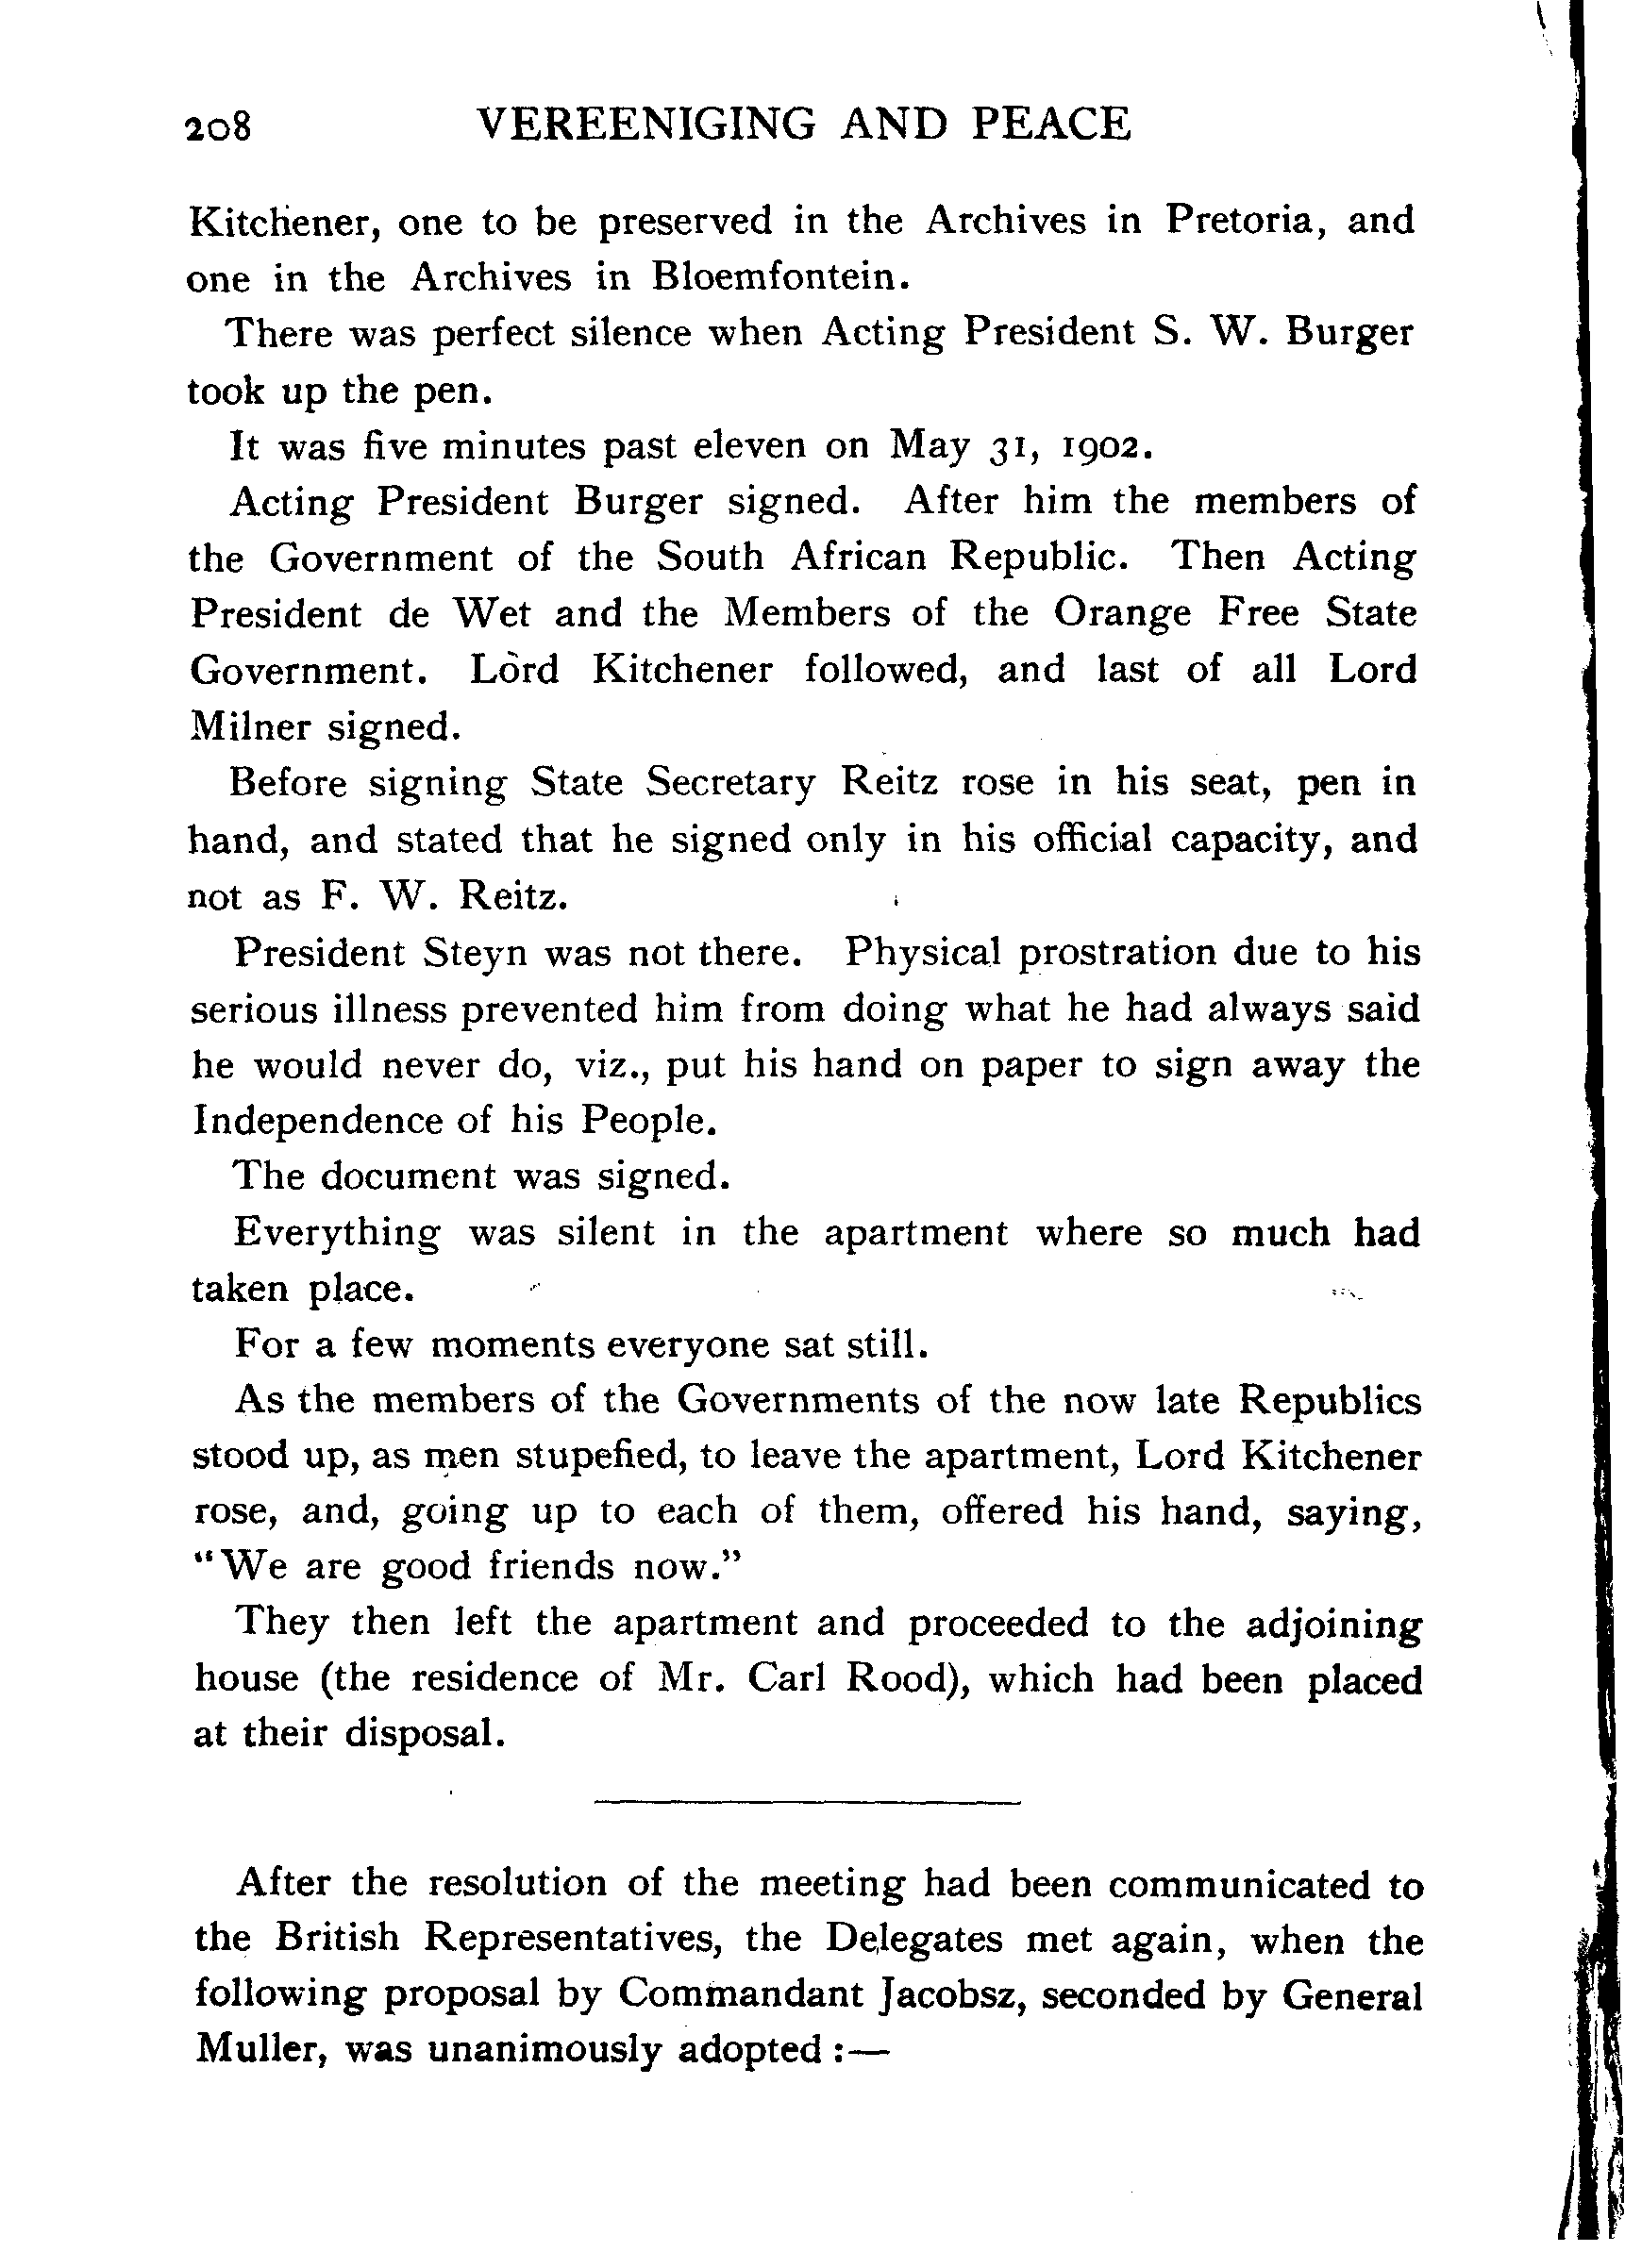 208 VEREENIGING AND PEACE
Kitchener, one to be preserved in the Archives in Pretoria, and
one in the Archives in Bloemfontein.
There was perfect silence when Acting President S. W. Burger
took up the pen.
It was five minutes past eleven on May 31, 1902.
Acting President Burger signed. After him the members of
the Government of the South African Republic. Then Acting
President de Wet and the Members of the Orange Free State
Government. Lord Kitchener followed, and last of all Lord
Milner signed.
Before signing State Secretary Reitz rose in his seat, pen in
hand, and stated that he signed only in his official capacity, and
not as F. W. Reitz.
President Steyn was not there. Physical prostration due to his
serious illness prevented him from doing what he had always said
he would never do, viz., put his hand on paper to sign away the
Independence of his People.
The document was signed.
Everything was silent in the apartment where so much had
taken place.
For a few moments everyone sat still.
As the members of the Governments of the now late Republics
stood up, as men stupefied, to leave the apartment, Lord Kitchener
rose, and, going up to each of them, offered his hand, saying,
“We are good friends now.”
They then left the apartment and proceeded to the adjoining
house (the residence of Mr. Carl Rood), which had been placed
at their disposal.
After the resolution of the meeting had been communicated to
the British Representatives, the Delegates met again, when the
following proposal by Commandant Jacobsz, seconded by General
Muller, was unanimously adopted :—